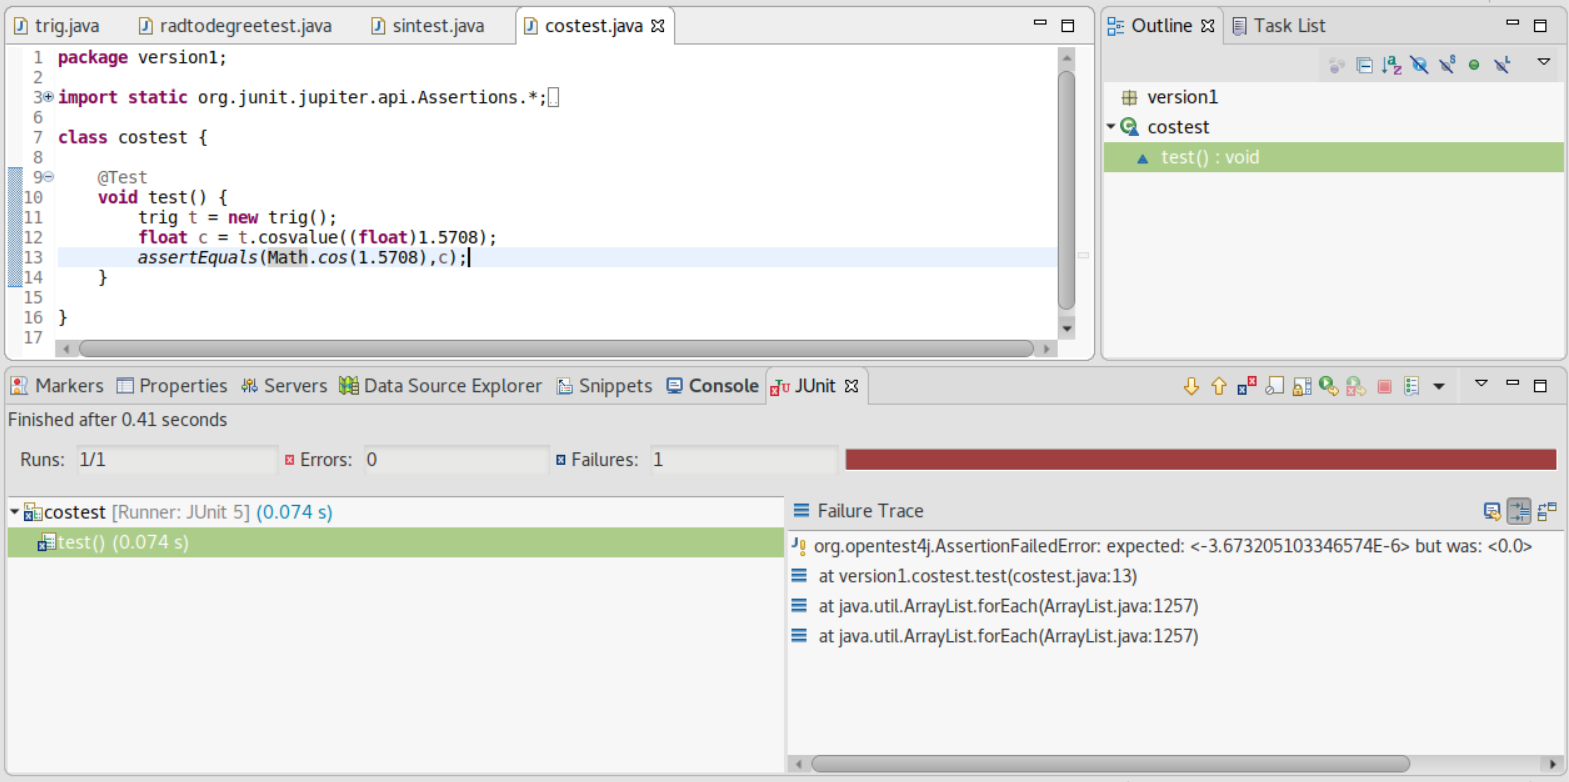 trig.java radtodegreetest.java sintest.java costest.java
1 package version1;
2
3 import static org.junit.jupiter.api.Assertions.*;
6
7 class costest {
8
9 @Test
10 void test() {
11 trig t = new trig();
12 float c = t.cosvalue((float)1.5708);
13 assertEquals(Math.cos(1.5708),c);
14 }
15
16 }
17
Outline Task List
version1
costest
test() : void
Markers Properties Servers Data Source Explorer Snippets Console JUnit
Finished after 0.41 seconds
Runs: 1/1 Errors: 0 Failures: 1
costest [Runner: JUnit 5] (0.074 s)
test() (0.074 s)
Failure Trace
org.opentest4j.AssertionFailedError: expected: <-3.673205103346574E-6> but was: <0.0>
at version1.costest.test(costest.java:13)
at java.util.ArrayList.forEach(ArrayList.java:1257)
at java.util.ArrayList.forEach(ArrayList.java:1257)